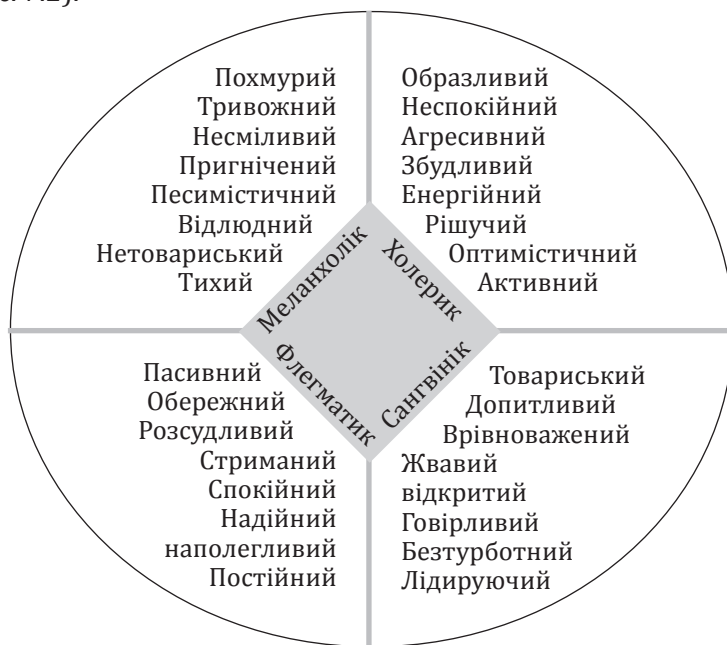 Похмурий
Тривожний
Несміливий
Пригнічений
Песимістичний
Відлюдний
Нетовариський
Тихий
Меланхолік
Образливий
Неспокійний
Агресивний
Збудливий
Енергійний
Рішучий
Оптимістичний
Активний
Холерик
Пасивний
Обережний
Розсудливий
Стриманий
Спокійний
Надійний
наполегливий
Постійний
Флегматик
Товариський
Допитливий
Врівноважений
Жвавий
відкритий
Говірливий
Безтурботний
Лідируючий
Сангвінік